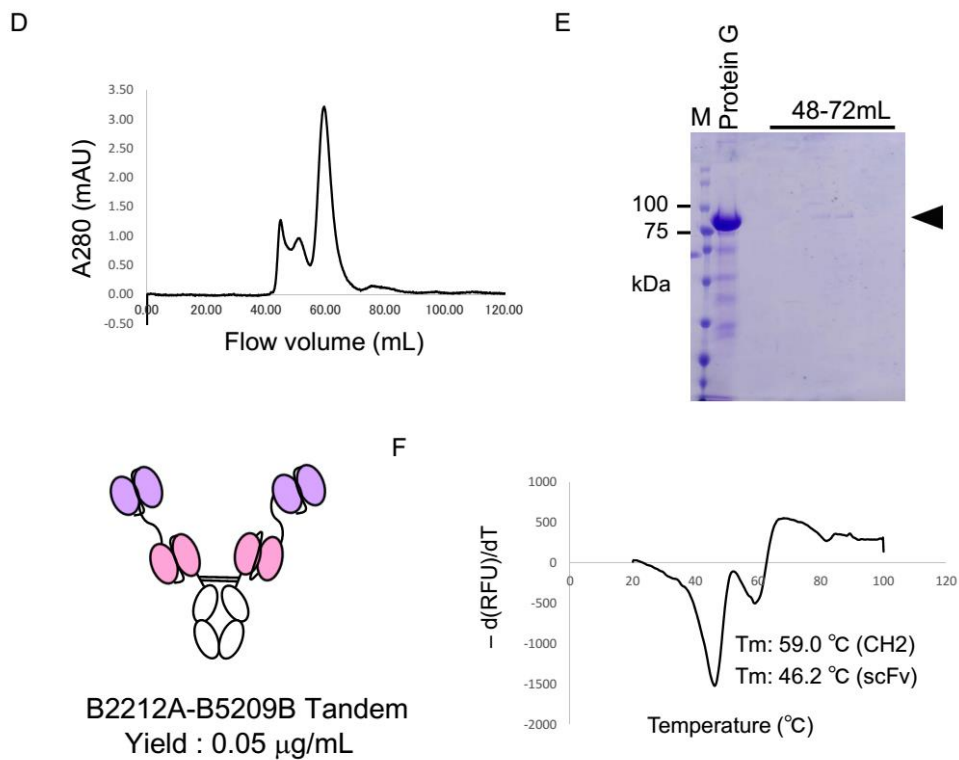 D
3.50
3.00
2.50
2.00
1.50
1.00
0.50
0.00
-0.50
A280 (mAU)
0.00 20.00 40.00 60.00 80.00 100.00 120.00
Flow volume (mL)
E
M Protein G 48-72mL
100
75
kDa
B2212A-B5209B Tandem
Yield : 0.05 μg/mL
F
1000
500
0
-500
-1000
-1500
-2000
– d(RFU)/dT
0 20 40 60 80 100 120
Tm: 59.0 °C (CH2)
Tm: 46.2 °C (scFv)
Temperature (°C)